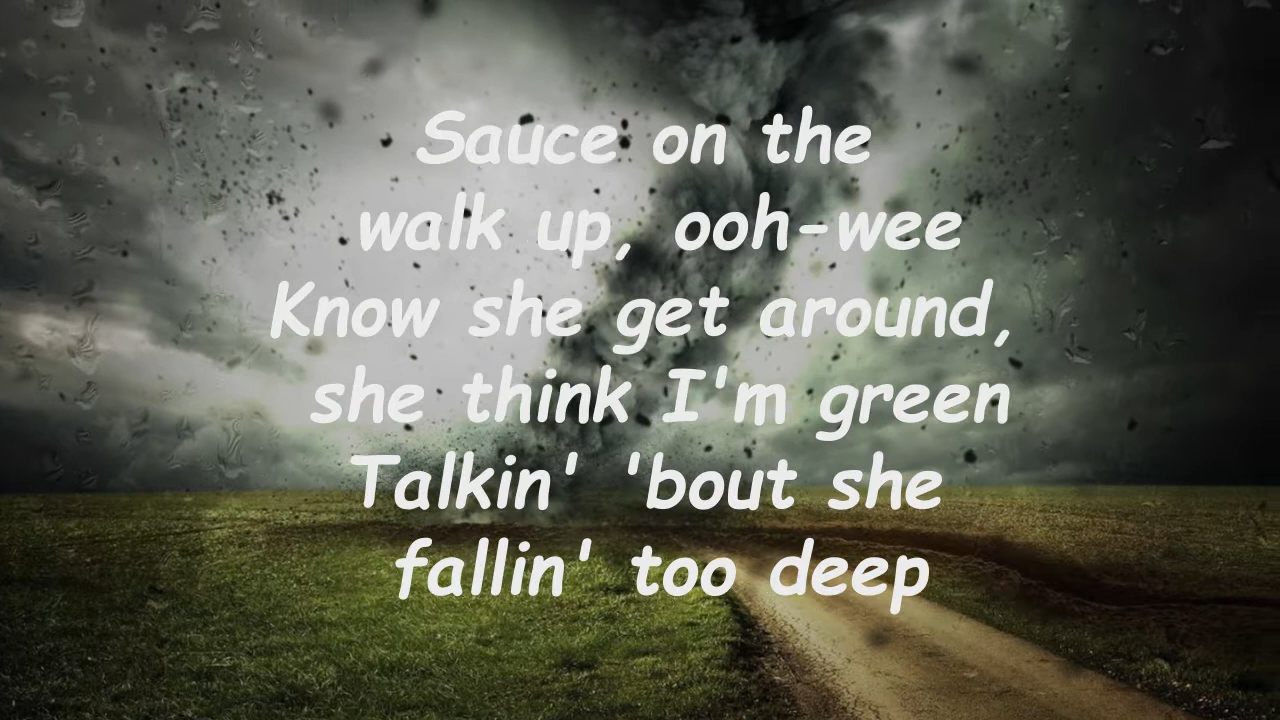 Sauce on the
walk up, ooh-wee
Know she get around,
she think I'm green
Talkin' 'bout she
fallin' too deep